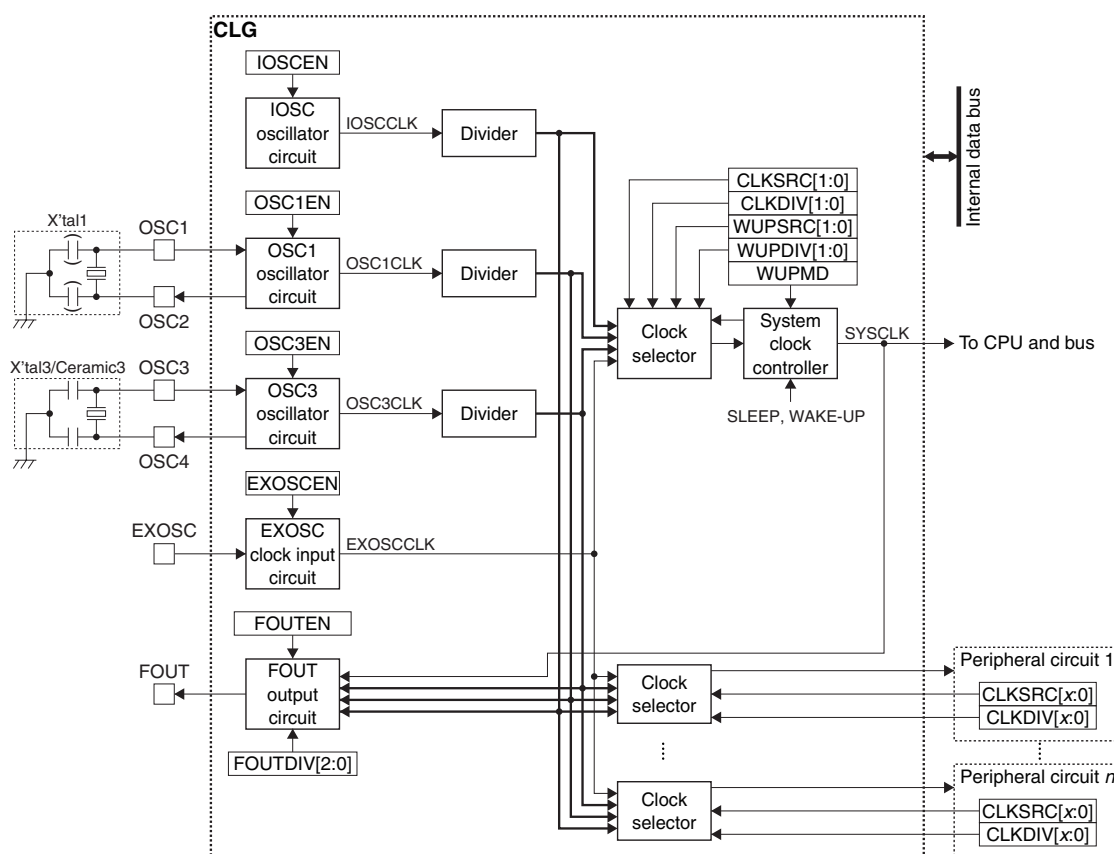 CLG
IOSCEN
IOSC
oscillator
circuit
IOSCCLK
Divider
Internal data bus
OSC1EN
CLKSRC[1:0]
CLKDIV[1:0]
WUPSRC[1:0]
WUPDIV[1:0]
WUPMD
X'tal1
OSC1
OSC2
OSC1
oscillator
circuit
OSC1CLK
Divider
Clock
selector
System
clock
controller
SYSCLK
To CPU and bus
SLEEP, WAKE-UP
OSC3EN
X'tal3/Ceramic3
OSC3
OSC4
OSC3
oscillator
circuit
OSC3CLK
Divider
EXOSCEN
EXOSC
EXOSC
clock input
circuit
EXOSCCLK
FOUTEN
FOUT
FOUT
output
circuit
FOUTDIV[2:0]
Clock
selector
Peripheral circuit 1
CLKSRC[x:0]
CLKDIV[x:0]
Clock
selector
Peripheral circuit n
CLKSRC[x:0]
CLKDIV[x:0]